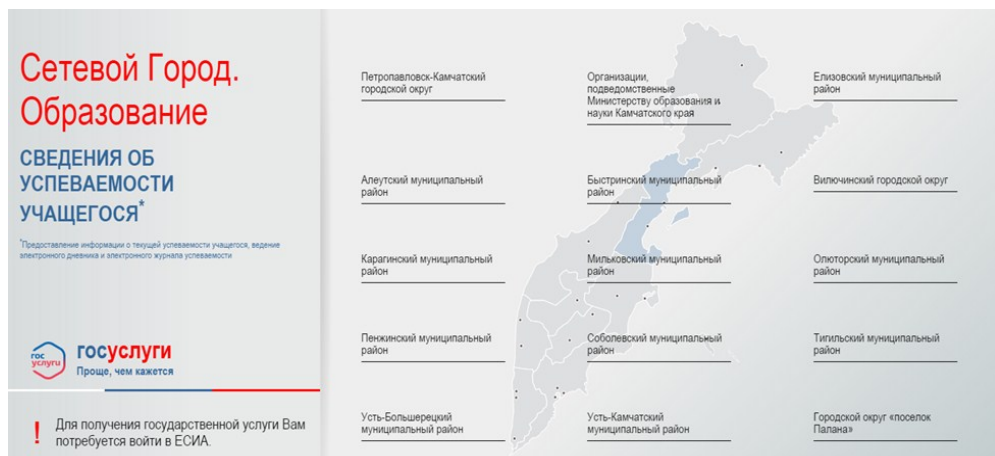 Сетевой Город.
Образование
СВЕДЕНИЯ ОБ
УСПЕВАЕМОСТИ
УЧАЩЕГОСЯ*
*Предоставление информации о текущей успеваемости учащегося, ведение
электронного дневника и электронного журнала успеваемости
гос
услуги
госуслуги
Проще, чем кажется
! Для получения государственной услуги Вам
потребуется войти в ЕСИА.
Петропавловск-Камчатский
городской округ
Организации,
подведомственные
Министерству образования и
науки Камчатского края
Елизовский муниципальный
район
Алеутский муниципальный
район
Быстринский муниципальный
район
Вилючинский городской округ
Карагинский муниципальный
район
Мильковский муниципальный
район
Олюторский муниципальный
район
Пенжинский муниципальный
район
Соболевский муниципальный
район
Тигильский муниципальный
район
Усть-Большерецкий
муниципальный район
Усть-Камчатский
муниципальный район
Городской округ «поселок
Палана»